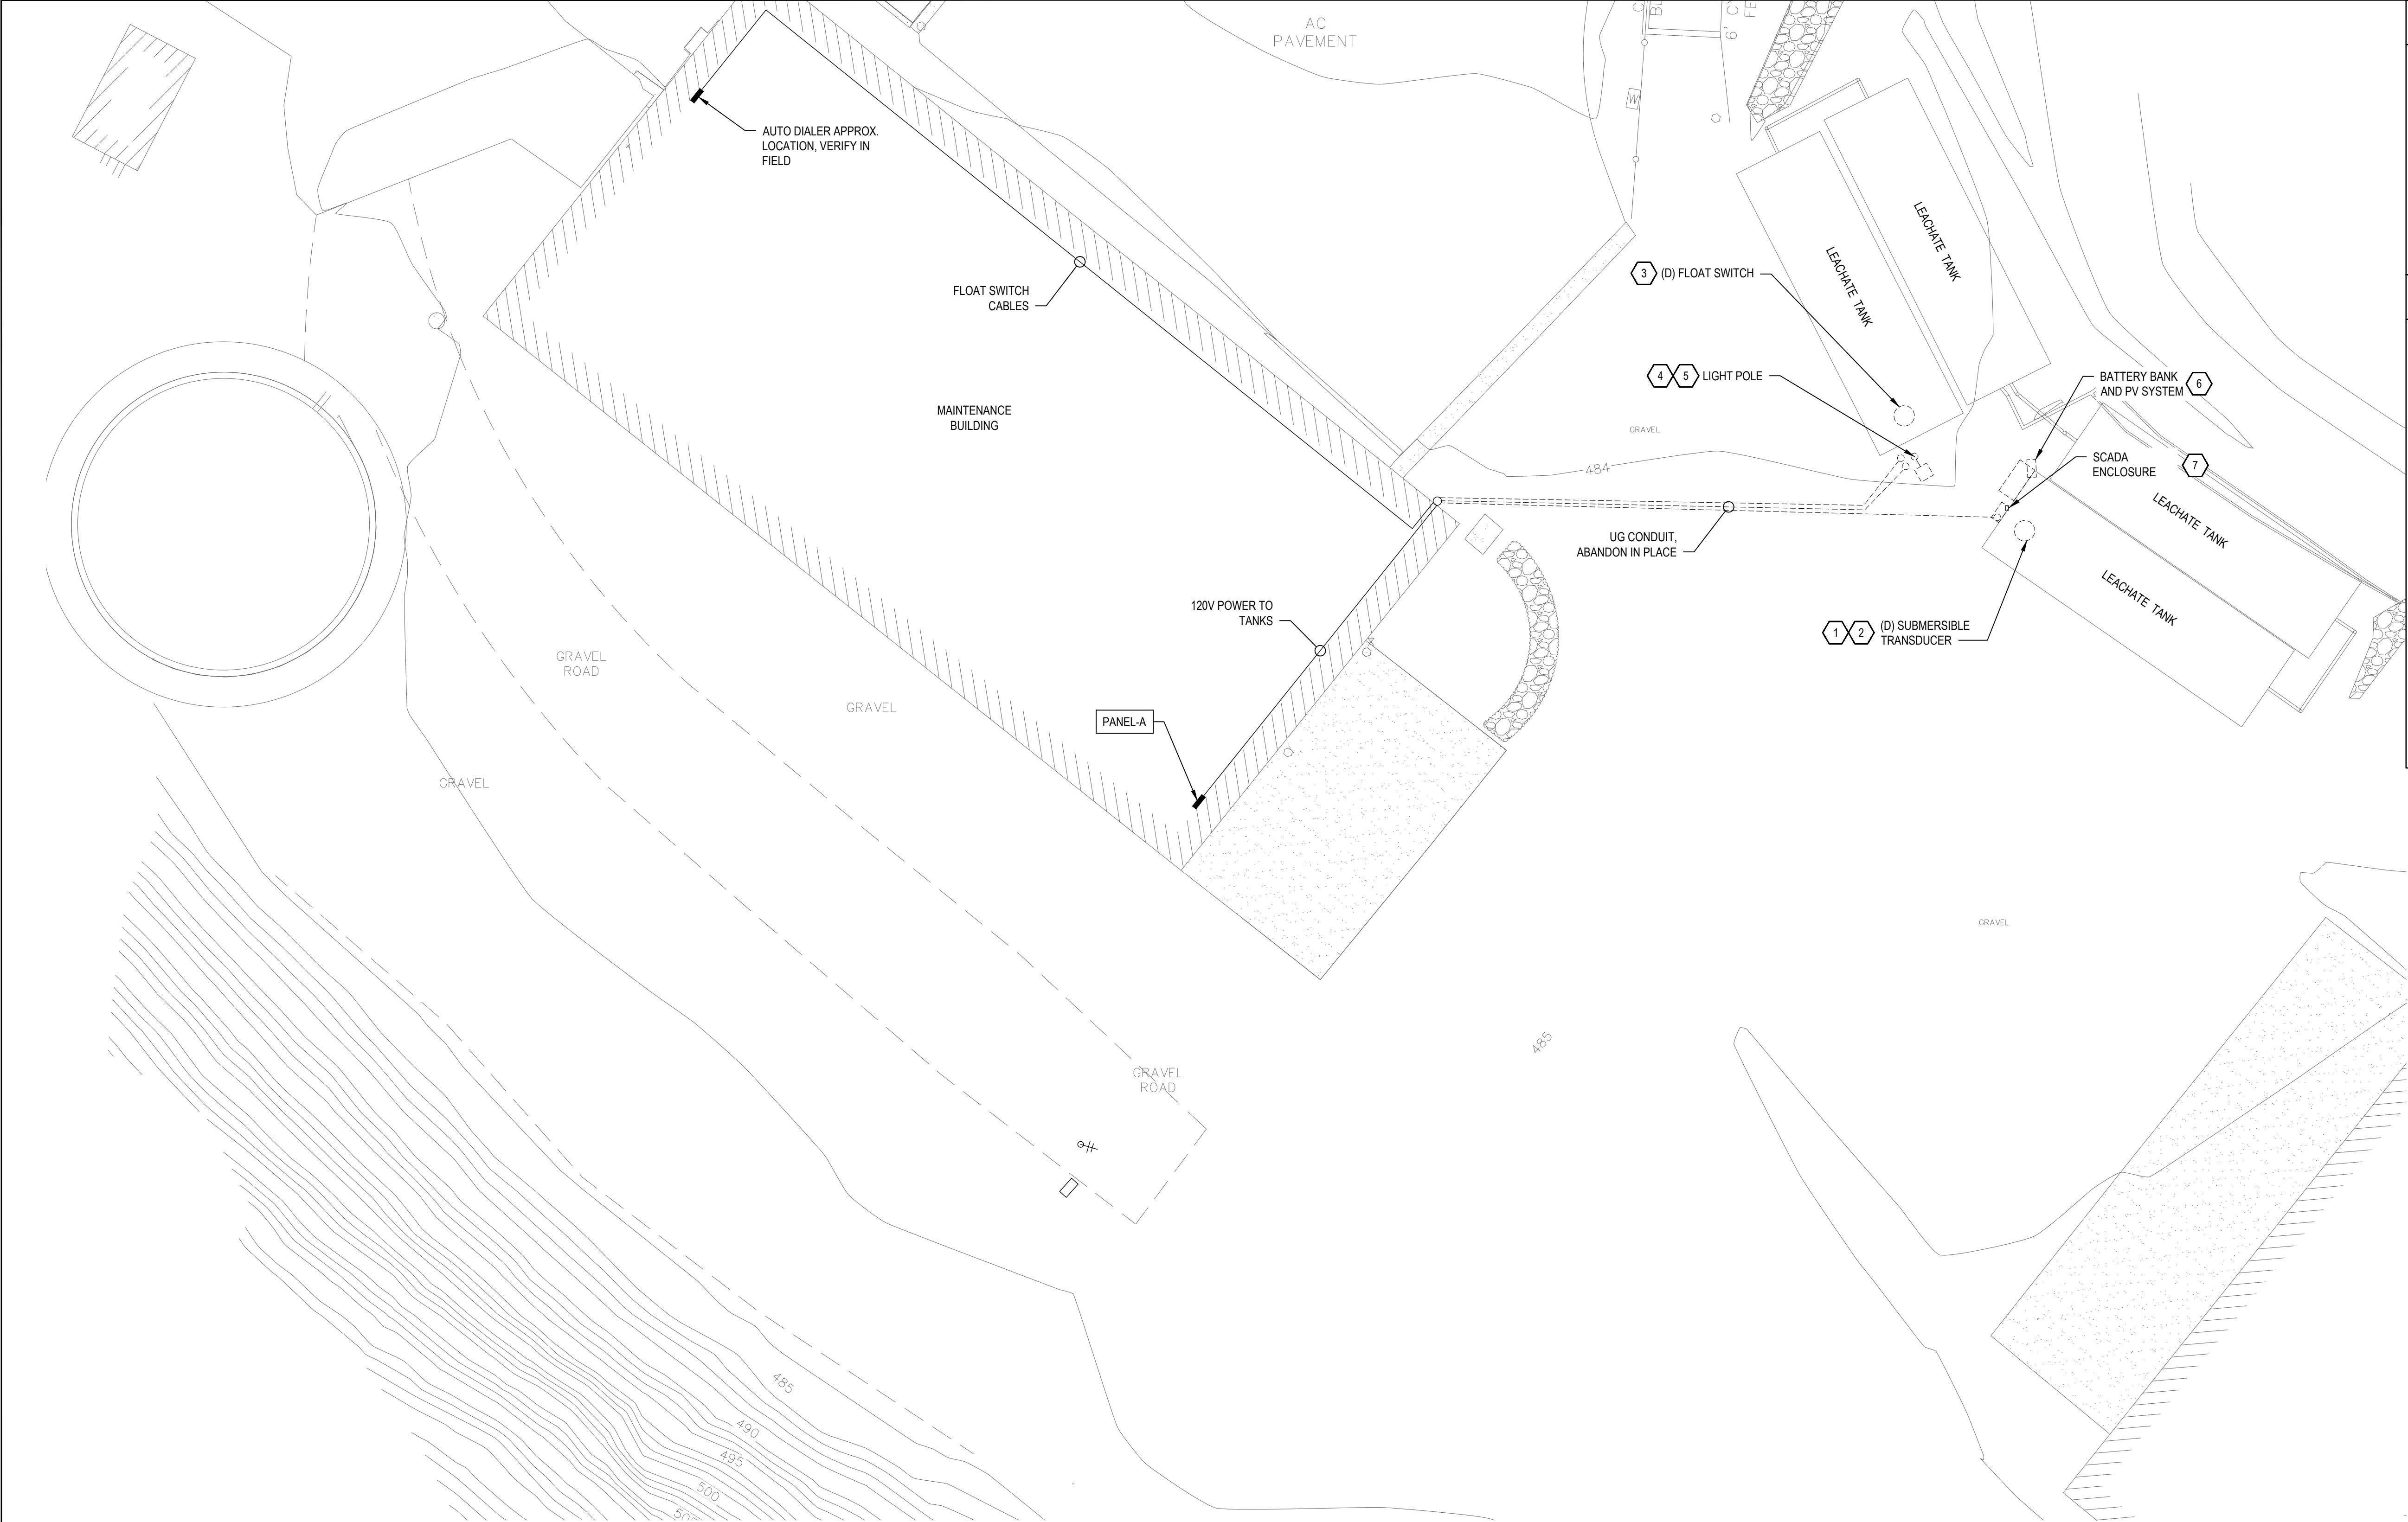 AC
PAVEMENT
6' C
FE
W
AUTO DIALER APPROX.
LOCATION, VERIFY IN
FIELD
FLOAT SWITCH
CABLES
3 (D) FLOAT SWITCH
LEACHATE TANK
LEACHATE TANK
4 5 LIGHT POLE
BATTERY BANK
AND PV SYSTEM 6
MAINTENANCE
BUILDING
GRAVEL
484
SCADA
ENCLOSURE 7
LEACHATE TANK
UG CONDUIT,
ABANDON IN PLACE
LEACHATE TANK
120V POWER TO
TANKS
1 2 (D) SUBMERSIBLE
TRANSDUCER
GRAVEL
ROAD
GRAVEL
PANEL-A
GRAVEL
GRAVEL
485
GRAVEL
ROAD
485
490
495
500